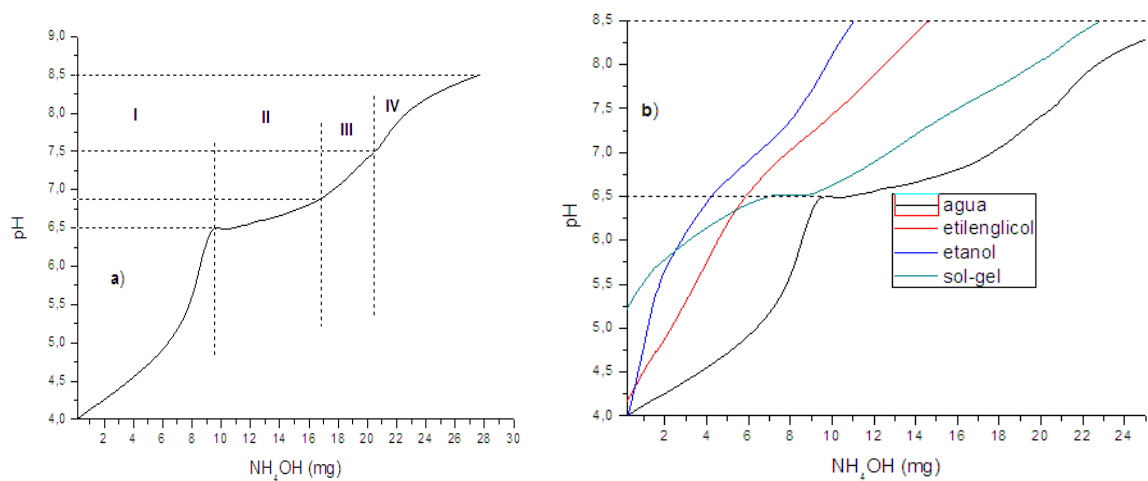 9,0
8,5
8,0
7,5
7,0
6,5
6,0
5,5
5,0
4,5
4,0
pH
I
II
III
IV
a)
2 4 6 8 10 12 14 16 18 20 22 24 26 28 30
NH4OH (mg)
8,5
8,0
7,5
7,0
6,5
6,0
5,5
5,0
4,5
4,0
pH
b)
agua
etilenglicol
etanol
sol-gel
2 4 6 8 10 12 14 16 18 20 22 24
NH4OH (mg)